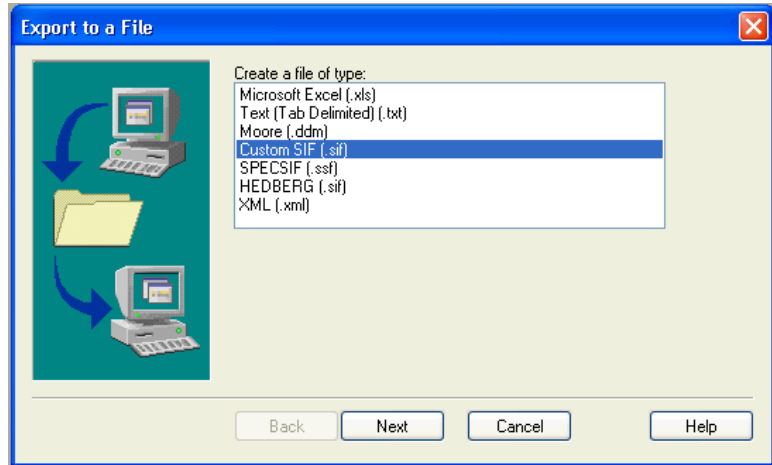 Export to a File
Create a file of type:
Microsoft Excel (.xls)
Text (Tab Delimited) (.txt)
Moore (.ddm)
Custom SIF (.sif)
SPECSIF (.ssf)
HEDBERG (.sif)
XML (.xml)
Back Next Cancel Help